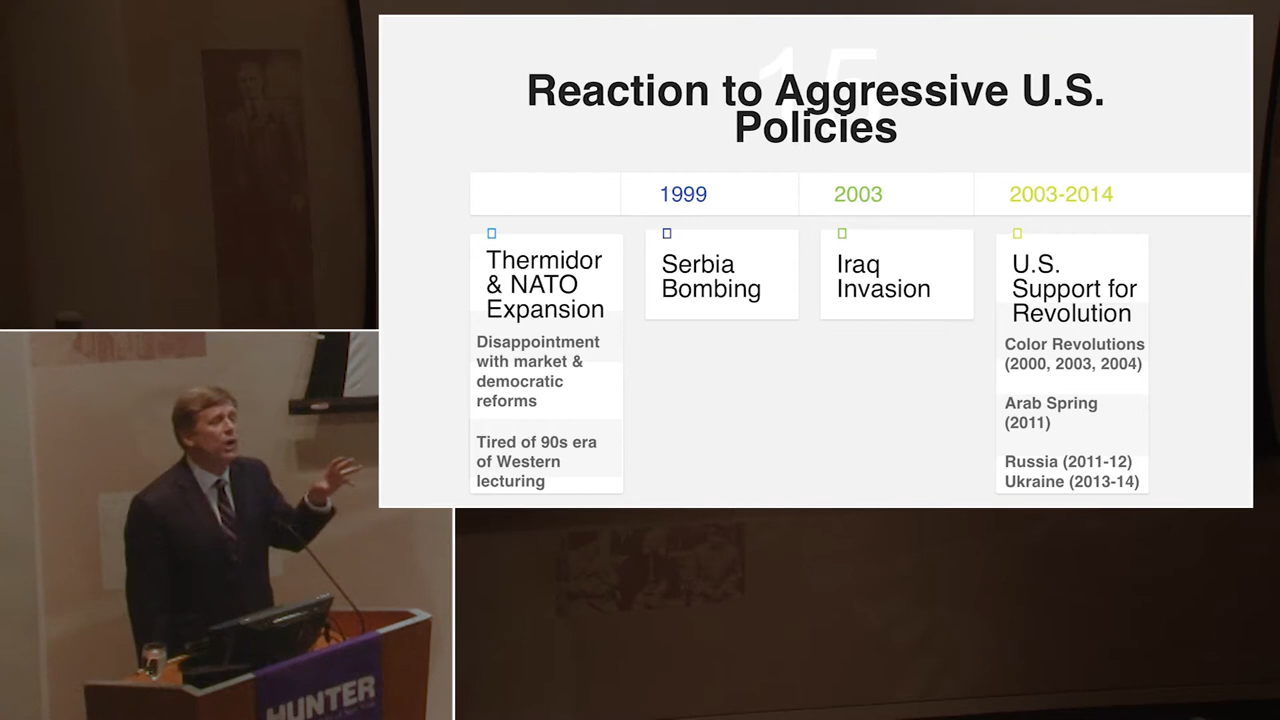 15
Reaction to Aggressive U.S.
Policies
1999
2003
2003-2014
Thermidor
& NATO
Expansion
Disappointment
with market &
democratic
reforms
Tired of 90s era
of Western
lecturing
Serbia
Bombing
Iraq
Invasion
U.S.
Support for
Revolution
Color Revolutions
(2000, 2003, 2004)
Arab Spring
(2011)
Russia (2011-12)
Ukraine (2013-14)
HUNTER